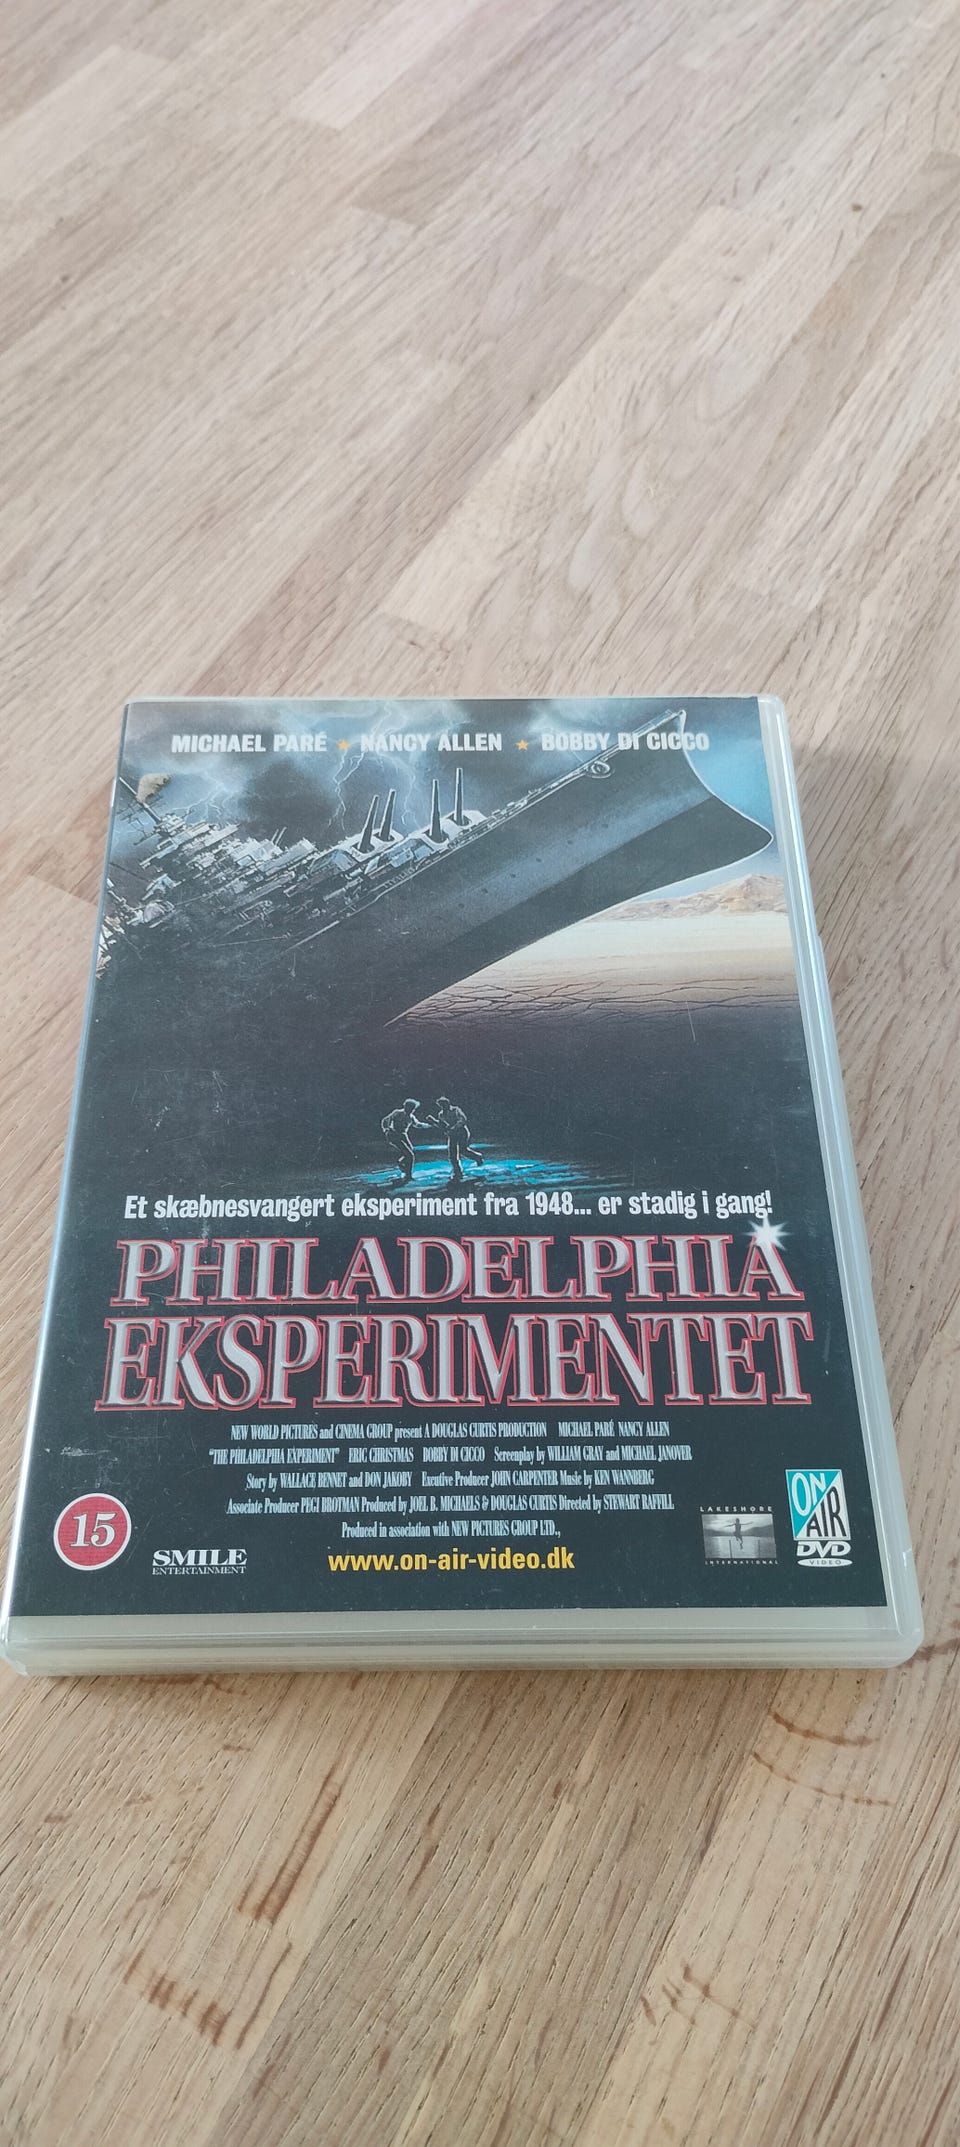 MICHAEL PARÉ ★ NANCY ALLEN ★ BOBBY DI CICCO
Et skæbnesvangert eksperiment fra 1948... er stadig i gang!
PHILADELPHIA
EKSPERIMENTET
NEW WORLD PICTURES and CINEMA GROUP present A DOUGLAS CURTIS PRODUCTION MICHAEL PARÉ NANCY ALLEN
"THE PHILADELPHIA EXPERIMENT" ERIC CHRISTMAS BOBBY DI CICCO Screenplay by WILLIAM GRAY and MICHAEL JANOVER
Story by WALLACE BENNET and DON JAKOBY Exeutive Producer JOHN CARPENTER Music by KEN WANNBERG
Associate Producer PEGI BROTMAN Produced by JOEL B. MICHAELS & DOUGLAS CURTIS Directed by STEWART RAFFILL
Produced in association with NEW PICTURES GROUP LTD.,
15
SMILE
ENTERTAINMENT
www.on-air-video.dk
LAKESHORE
INTERNATIONAL
ON
AIR
DVD
VIDEO